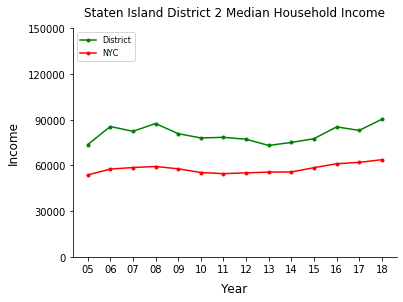 Staten Island District 2 Median Household Income
150000
120000
90000
60000
30000
0
Income
District
NYC
05 06 07 08 09 10 11 12 13 14 15 16 17 18
Year